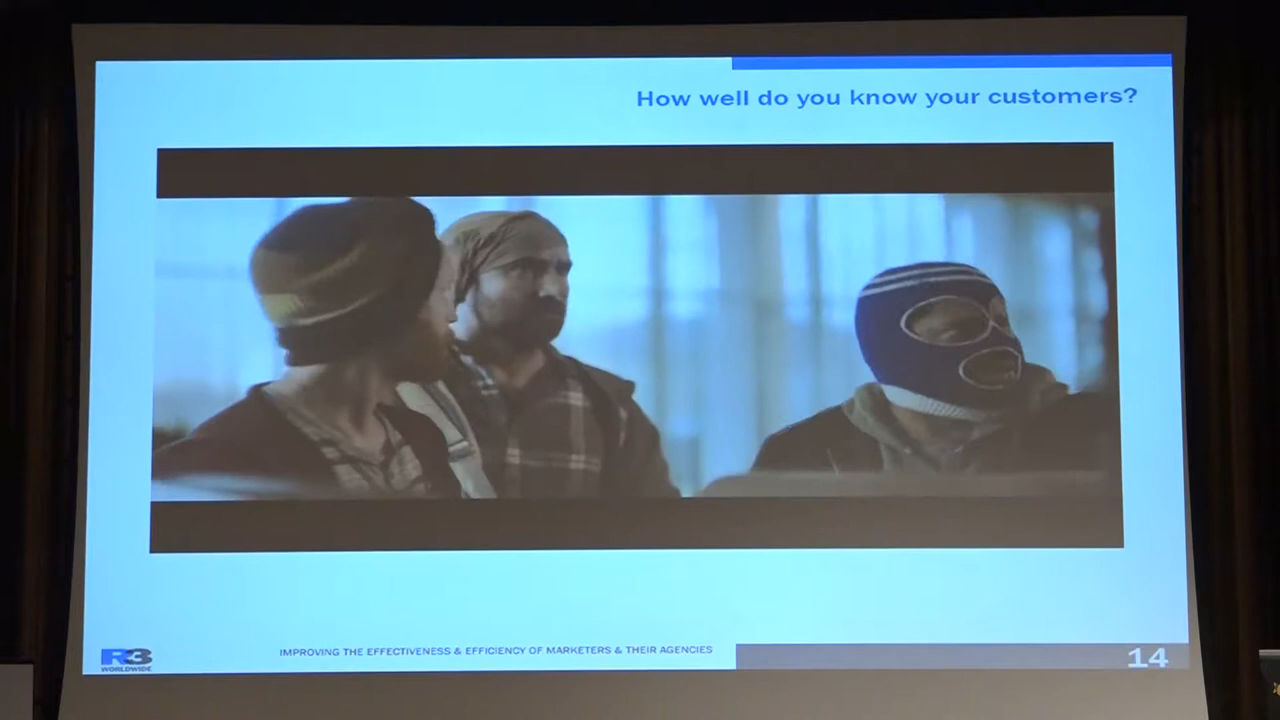 How well do you know your customers?
R3
WORLDWIDE
IMPROVING THE EFFECTIVENESS & EFFICIENCY OF MARKETERS & THEIR AGENCIES
14